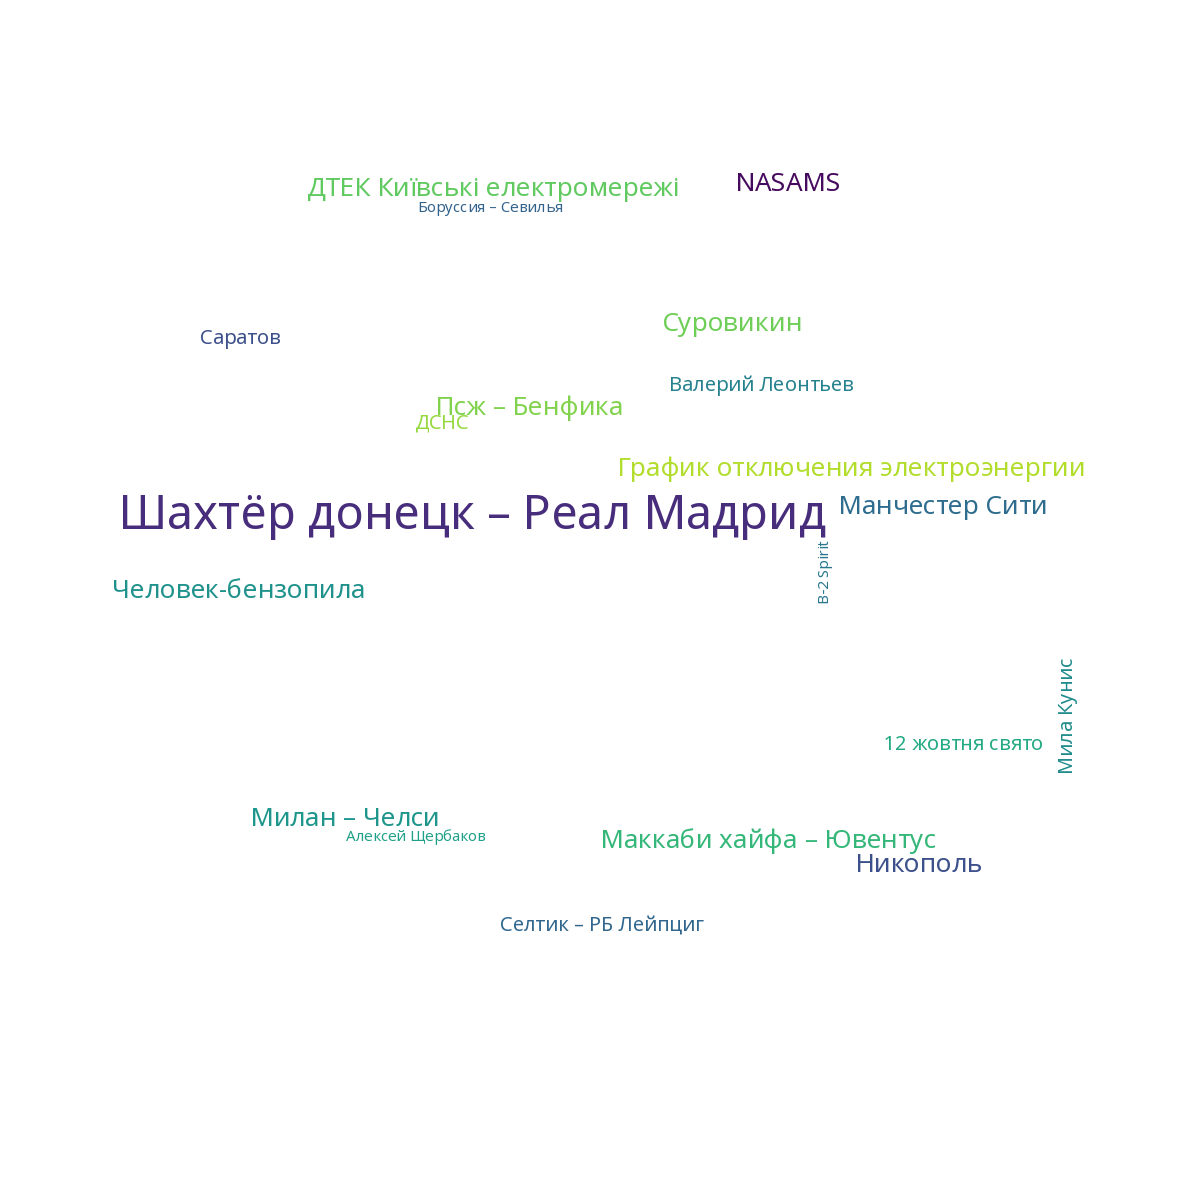 ДТЕК Київські електромережі
NASAMS
Боруссия – Севилья
Суровикин
Саратов
Валерий Леонтьев
Псж – Бенфика
ДСНС
График отключения электроэнергии
Шахтёр донецк – Реал Мадрид
Манчестер Сити
B-2 Spirit
Человек-бензопила
Мила Кунис
12 жовтня свято
Милан – Челси
Алексей Щербаков
Маккаби хайфа – Ювентус
Никополь
Селтик – РБ Лейпциг